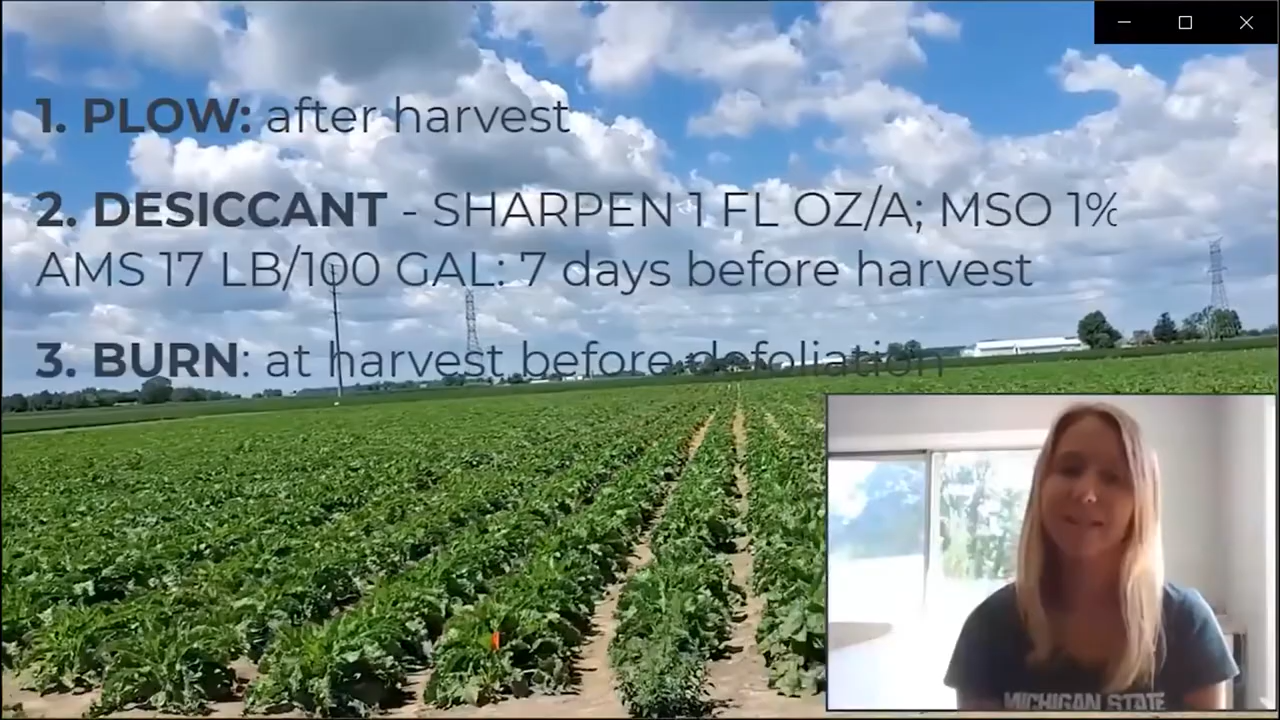 1. PLOW: after harvest
2. DESICCANT - SHARPEN 1 FL OZ/A; MSO 1%
AMS 17 LB/100 GAL: 7 days before harvest
3. BURN: at harvest before defoliation
MICHIGAN STATE